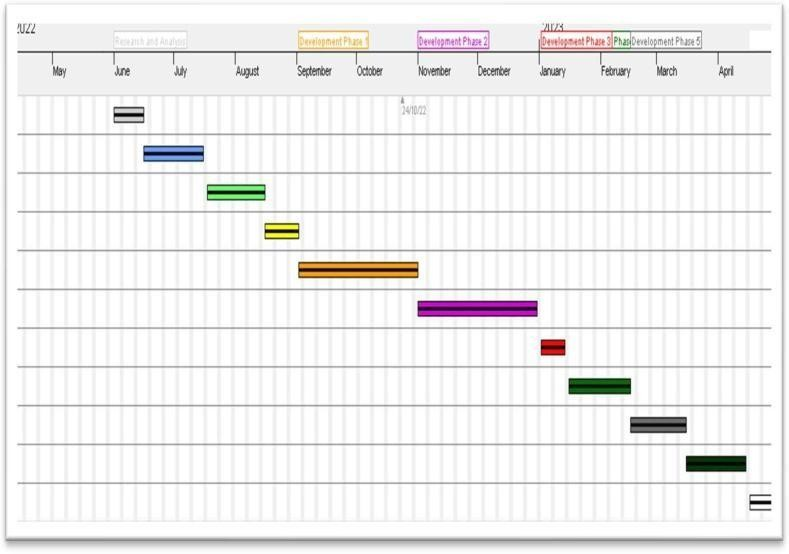 2022
2023
Research and Analysis Development Phase 1 Development Phase 2 Development Phase 3 Phas Development Phase 5
May June July August September October November December January February March April
24/10/22